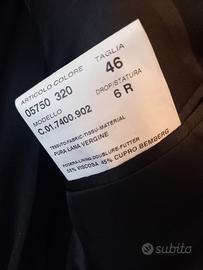 ARTICOLO COLORE
TAGLIA
05750 320
46
MODELLO
DROP/STATURA
C.01.7400.902
6 R
TESSUTO-FABRIC-TISSU-MATERIAL
PURA LANA VERGINE
FODERA-LINING-DOUBLURE-FUTTER
55% VISCOSA 45% CUPRO BEMBERG
subito